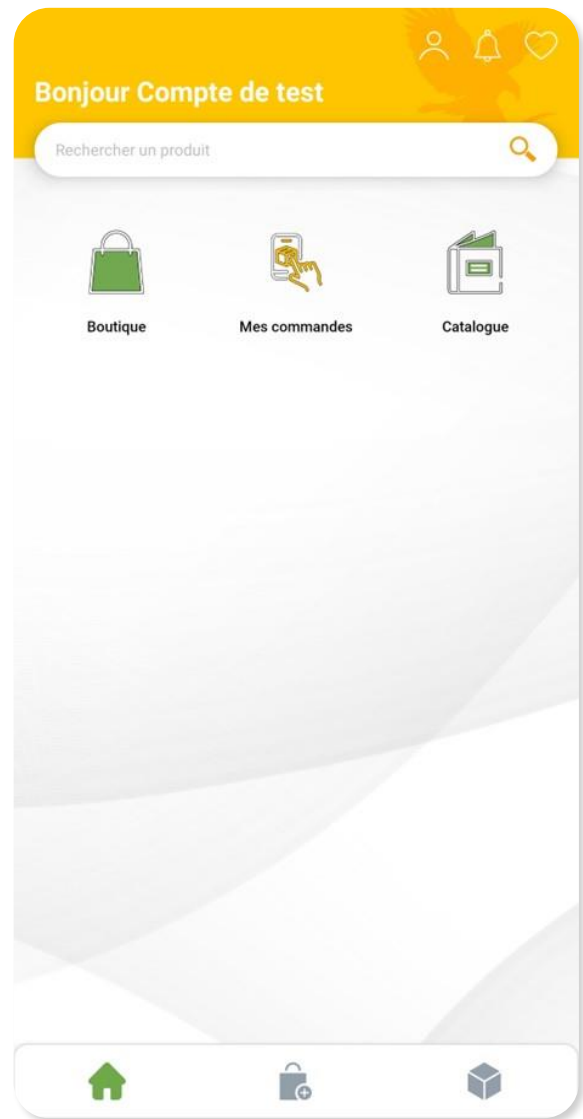 Bonjour Compte de test
Rechercher un produit
Boutique
Mes commandes
Catalogue